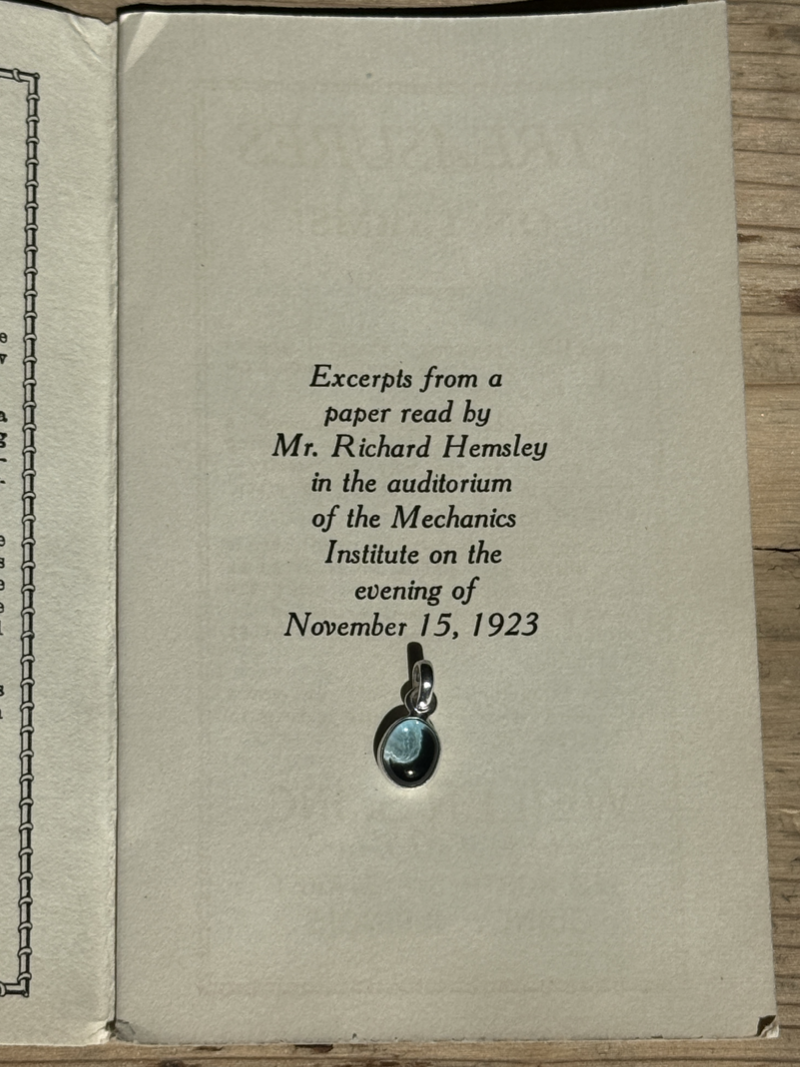 Excerpts from a
paper read by
Mr. Richard Hemsley
in the auditorium
of the Mechanics
Institute on the
evening of
November 15, 1923